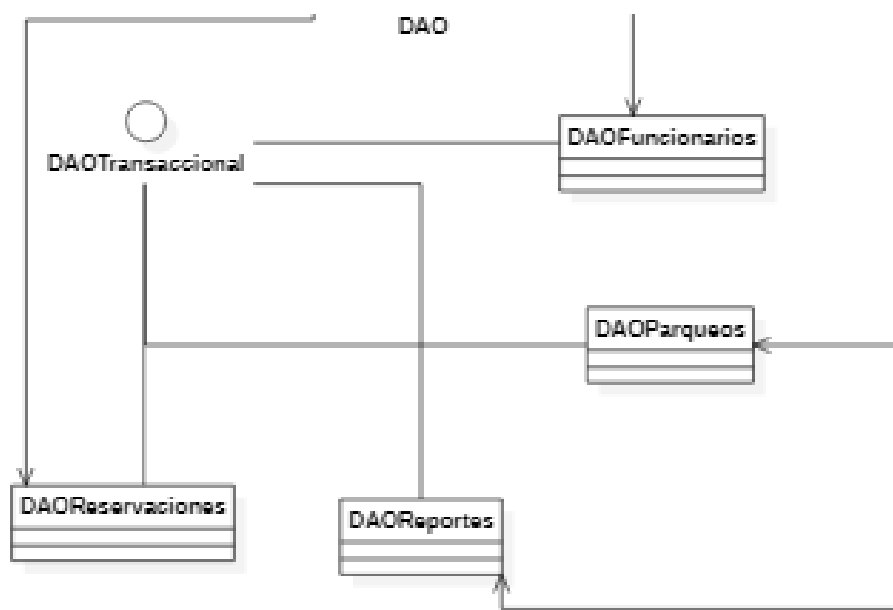 DAO
DAOTransaccional
DAOFuncionarios
DAOParqueos
DAOReservaciones
DAOReportes